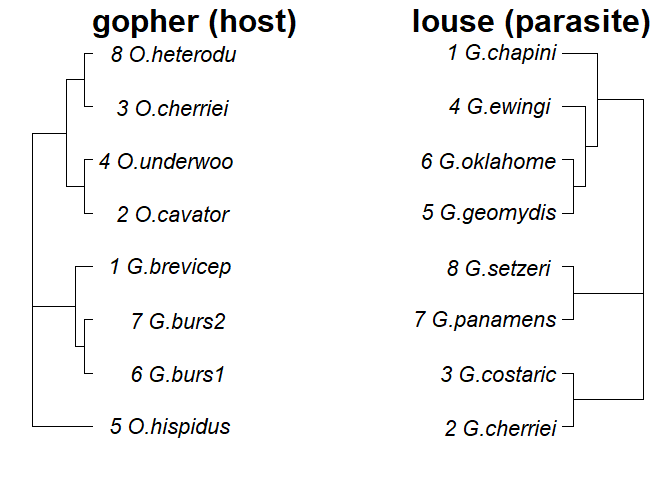 gopher (host)
louse (parasite)
8 O.heterodu
1 G.chapini
3 O.cherriei
4 G.ewingi
4 O.underwoo
6 G.oklahome
2 O.cavator
5 G.geomydis
1 G.brevicep
8 G.setzeri
7 G.burs2
7 G.panamens
6 G.burs1
3 G.costaric
5 O.hispidus
2 G.cherriei